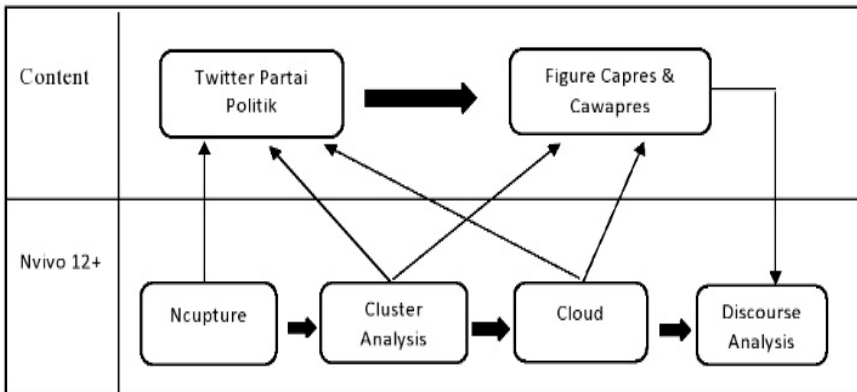 Content
Twitter Partai
Politik
Figure Capres &
Cawapres
Nvivo 12+
Ncupture
Cluster
Analysis
Cloud
Discourse
Analysis